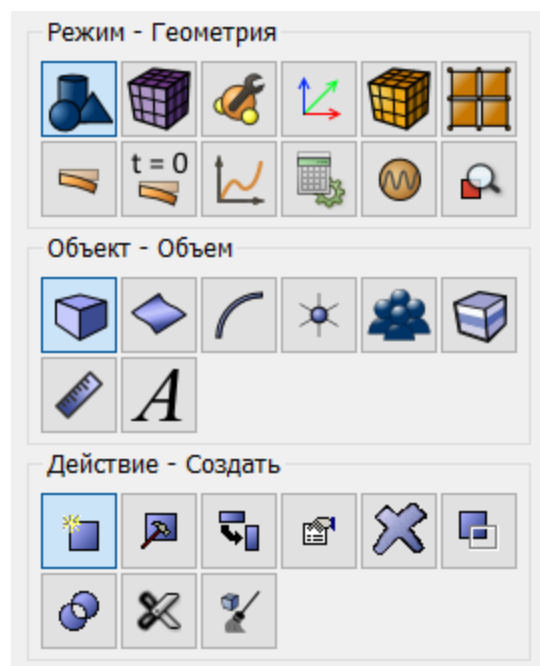 Режим - Геометрия
t = 0
Объект - Объем
A
Действие - Создать